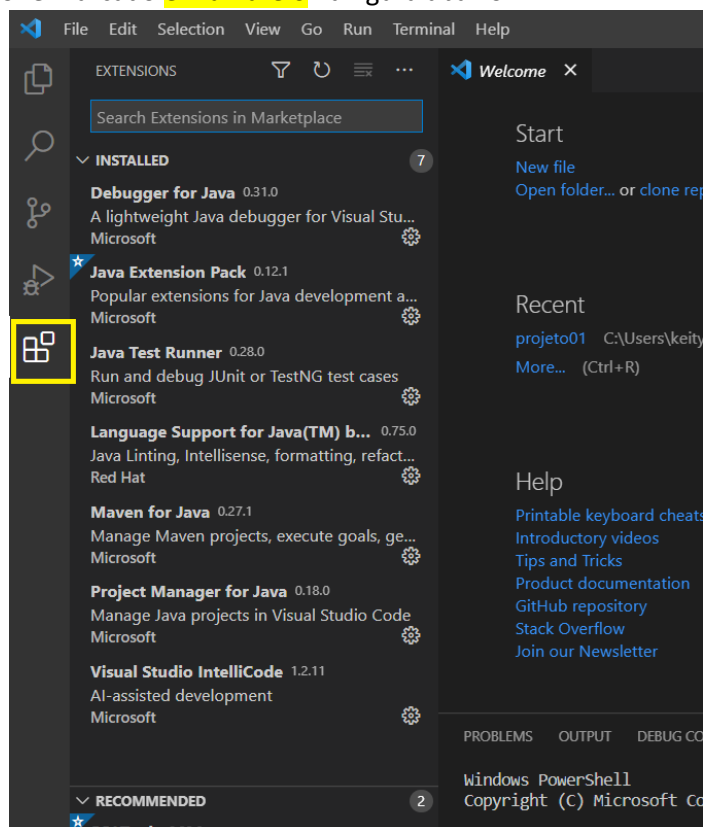 File Edit Selection View Go Run Terminal Help
EXTENSIONS
Welcome
Search Extensions in Marketplace
INSTALLED 7
Debugger for Java 0.31.0
A lightweight Java debugger for Visual Stu...
Microsoft
Java Extension Pack 0.12.1
Popular extensions for Java development a...
Microsoft
Java Test Runner 0.28.0
Run and debug JUnit or TestNG test cases
Microsoft
Language Support for Java(TM) b... 0.75.0
Java Linting, Intellisense, formatting, refact...
Red Hat
Maven for Java 0.27.1
Manage Maven projects, execute goals, ge...
Microsoft
Project Manager for Java 0.18.0
Manage Java projects in Visual Studio Code
Microsoft
Visual Studio IntelliCode 1.2.11
AI-assisted development
Microsoft
RECOMMENDED 2
Start
New file
Open folder... or clone rep
Recent
projeto01 C:\Users\keity
More... (Ctrl+R)
Help
Printable keyboard cheats
Introductory videos
Tips and Tricks
Product documentation
GitHub repository
Stack Overflow
Join our Newsletter
PROBLEMS OUTPUT DEBUG CO
Windows PowerShell
Copyright (C) Microsoft Co